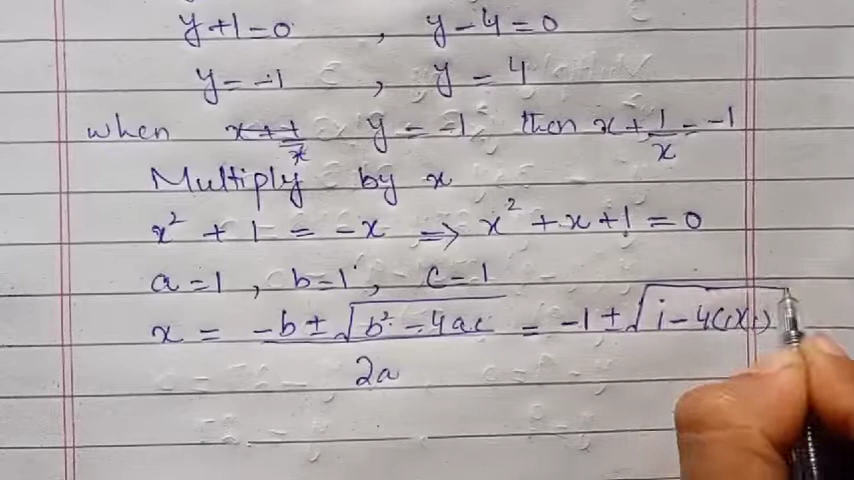 y+1=0 , y-4=0
y=-1 , y=4
when x+1/x y=-1, then x+1/x=-1
Multiply by x
x²+1=-x ⇒ x²+x+1=0
a=1, b=1, c=1
x = (-b±√(b²-4ac))/2a = -1±√(1-4(1)(1)